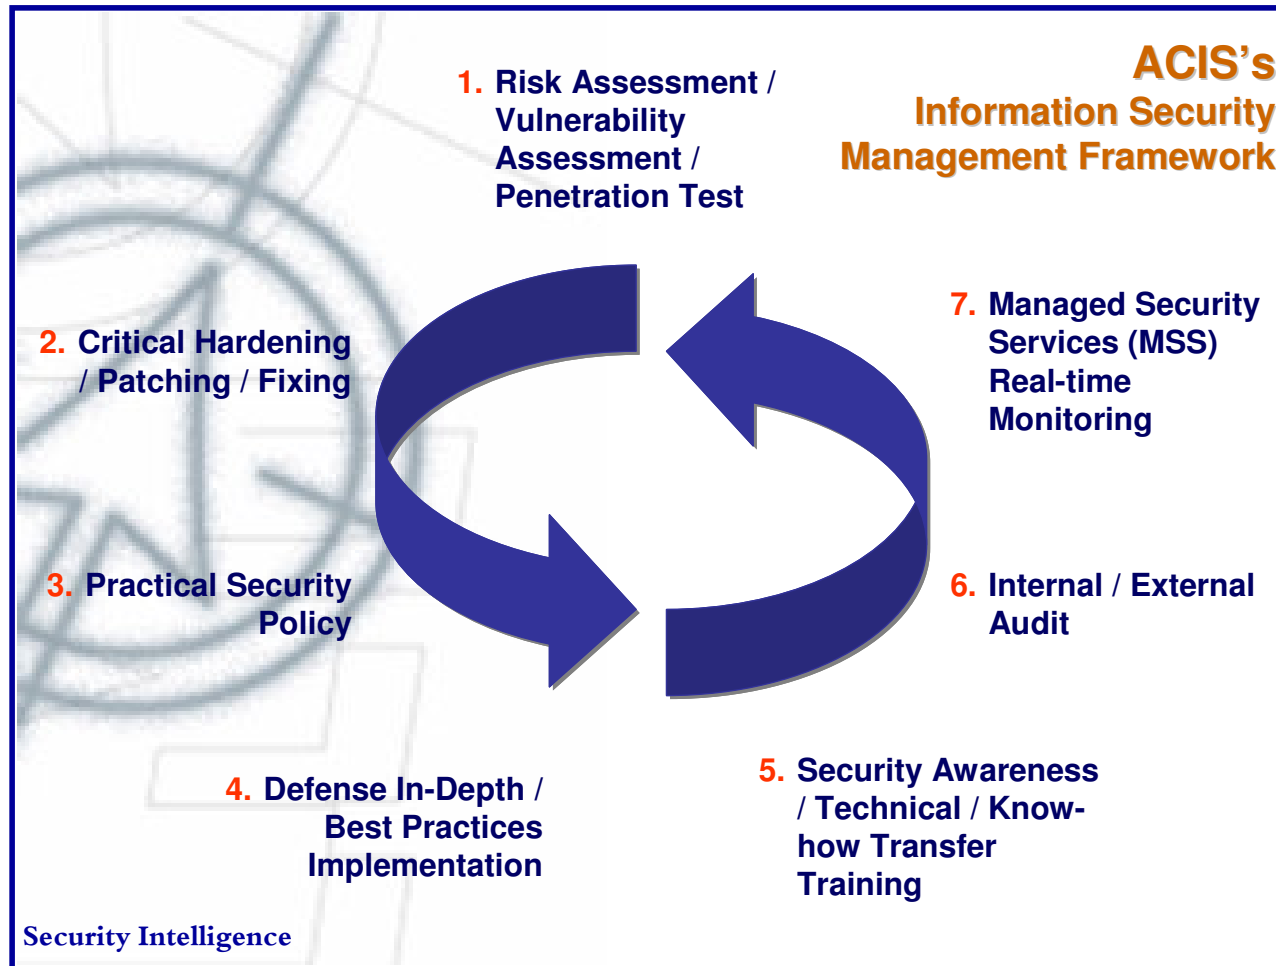 ACIS's
Information Security
Management Framework
1. Risk Assessment /
Vulnerability
Assessment /
Penetration Test
2. Critical Hardening
/ Patching / Fixing
3. Practical Security
Policy
4. Defense In-Depth /
Best Practices
Implementation
5. Security Awareness
/ Technical / Know-
how Transfer
Training
6. Internal / External
Audit
7. Managed Security
Services (MSS)
Real-time
Monitoring
Security Intelligence